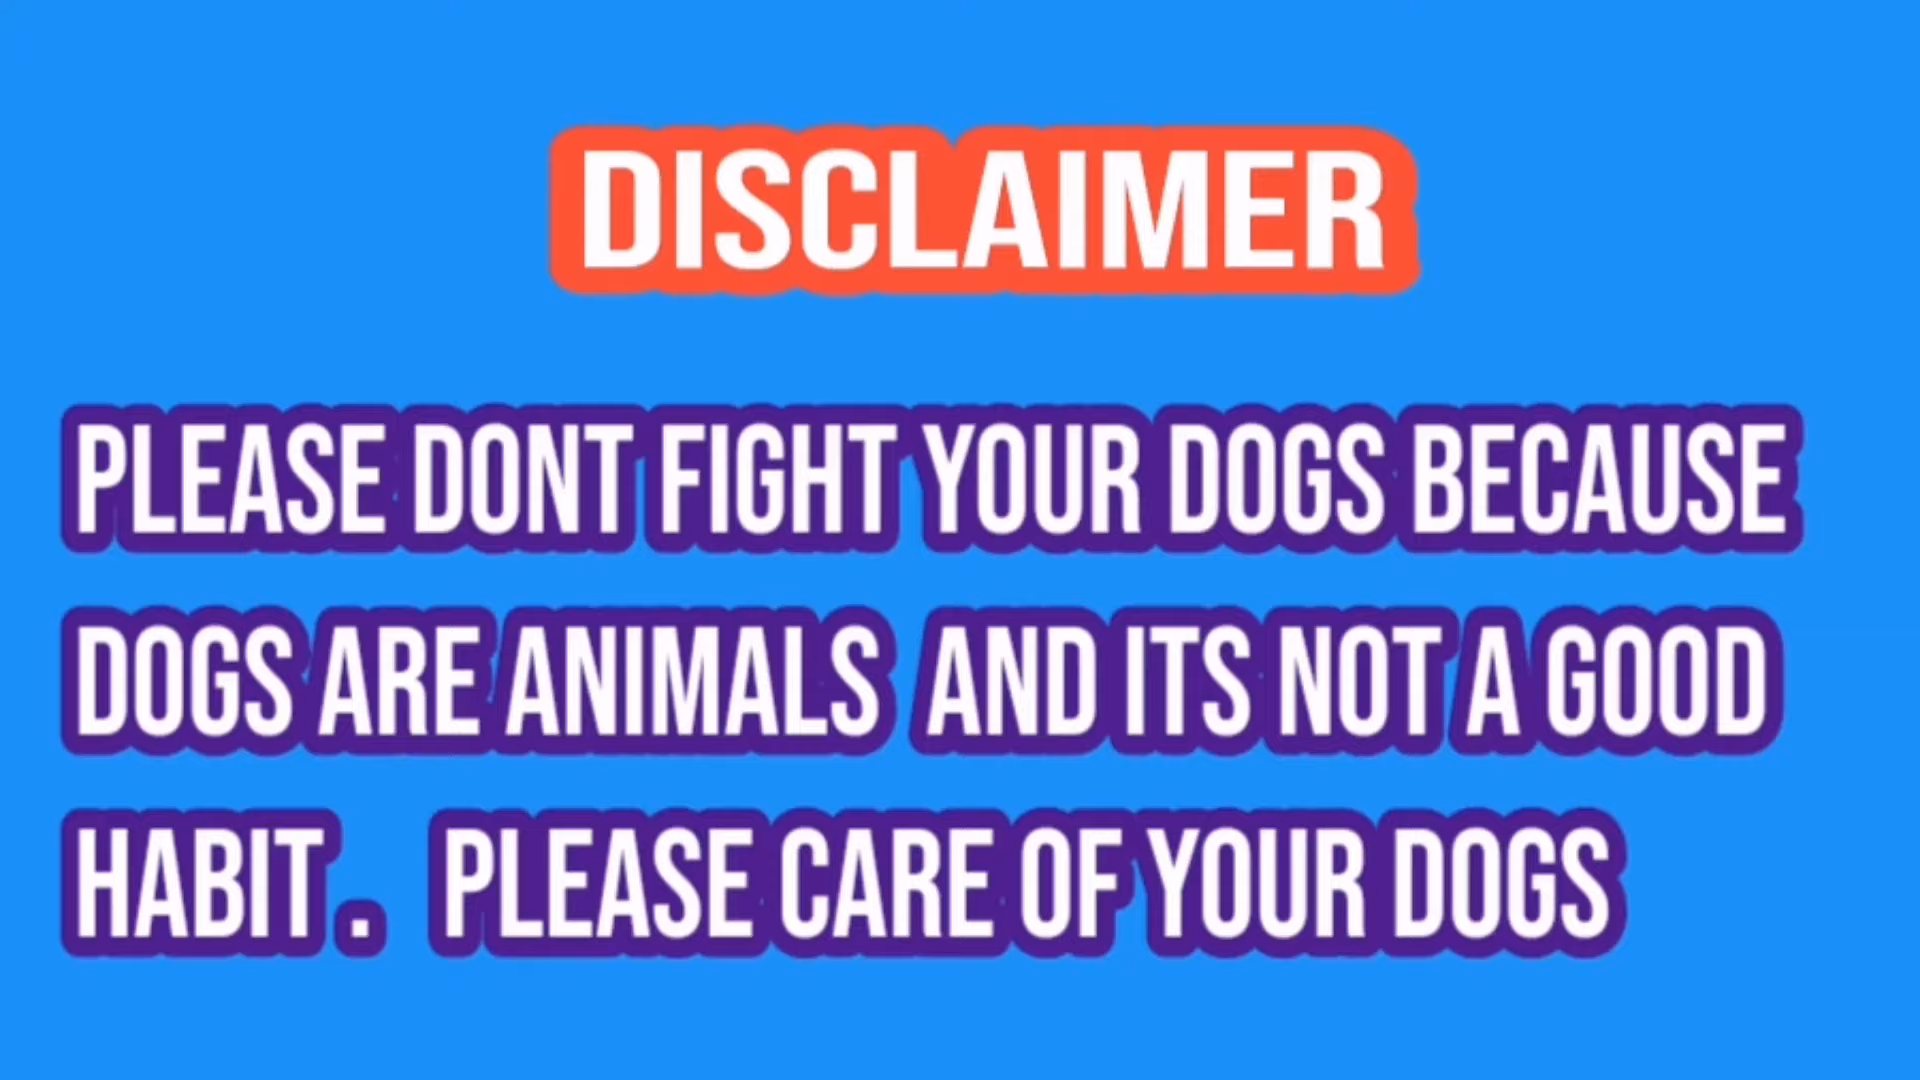 DISCLAIMER
PLEASE DONT FIGHT YOUR DOGS BECAUSE
DOGS ARE ANIMALS AND ITS NOT A GOOD
HABIT. PLEASE CARE OF YOUR DOGS